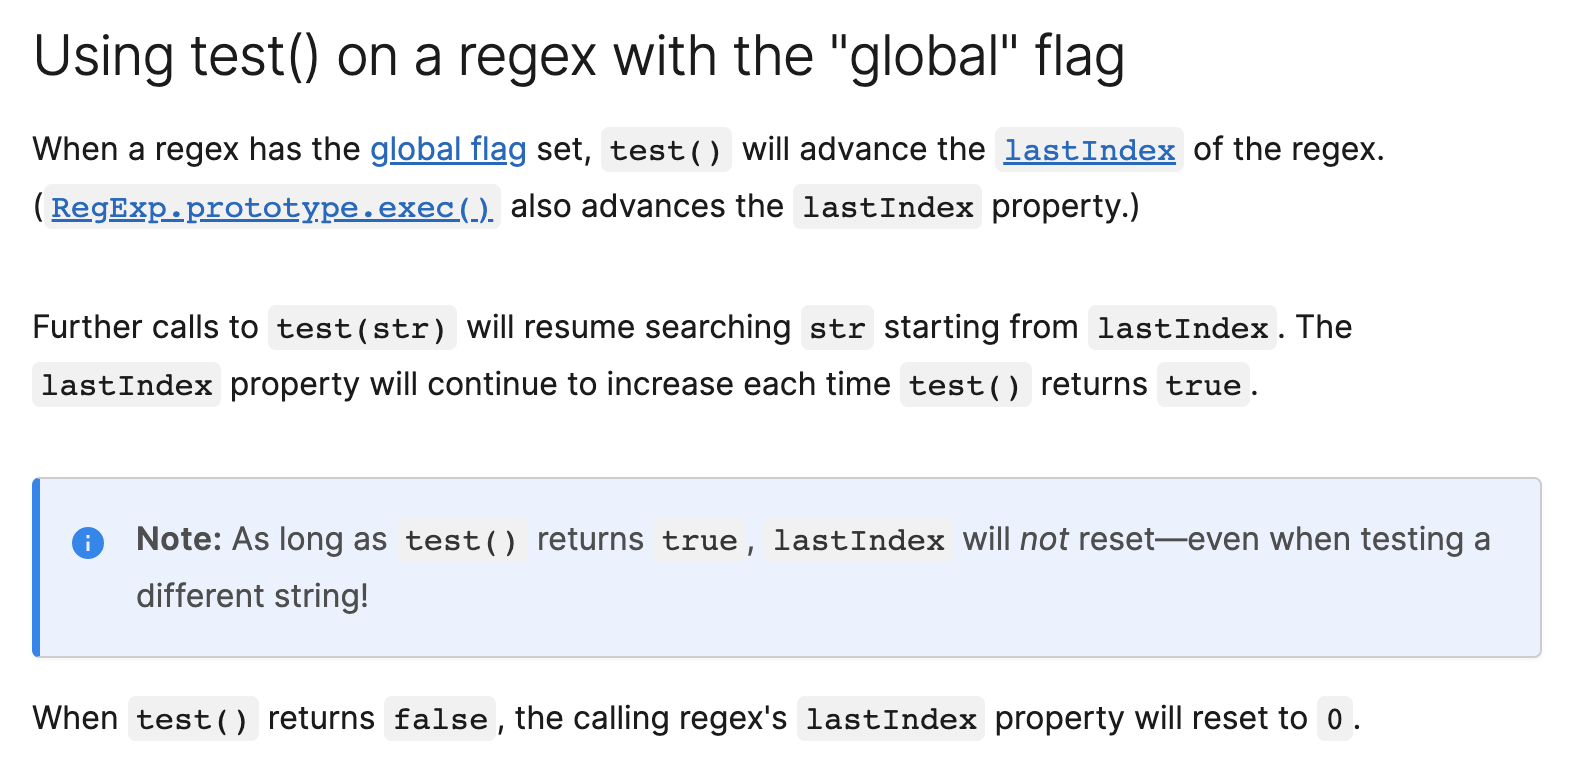 Using test() on a regex with the "global" flag
When a regex has the global flag set, test() will advance the lastIndex of the regex.
(RegExp.prototype.exec() also advances the lastIndex property.)
Further calls to test(str) will resume searching str starting from lastIndex. The
lastIndex property will continue to increase each time test() returns true.
Note: As long as test() returns true, lastIndex will not reset—even when testing a
different string!
When test() returns false, the calling regex's lastIndex property will reset to 0.